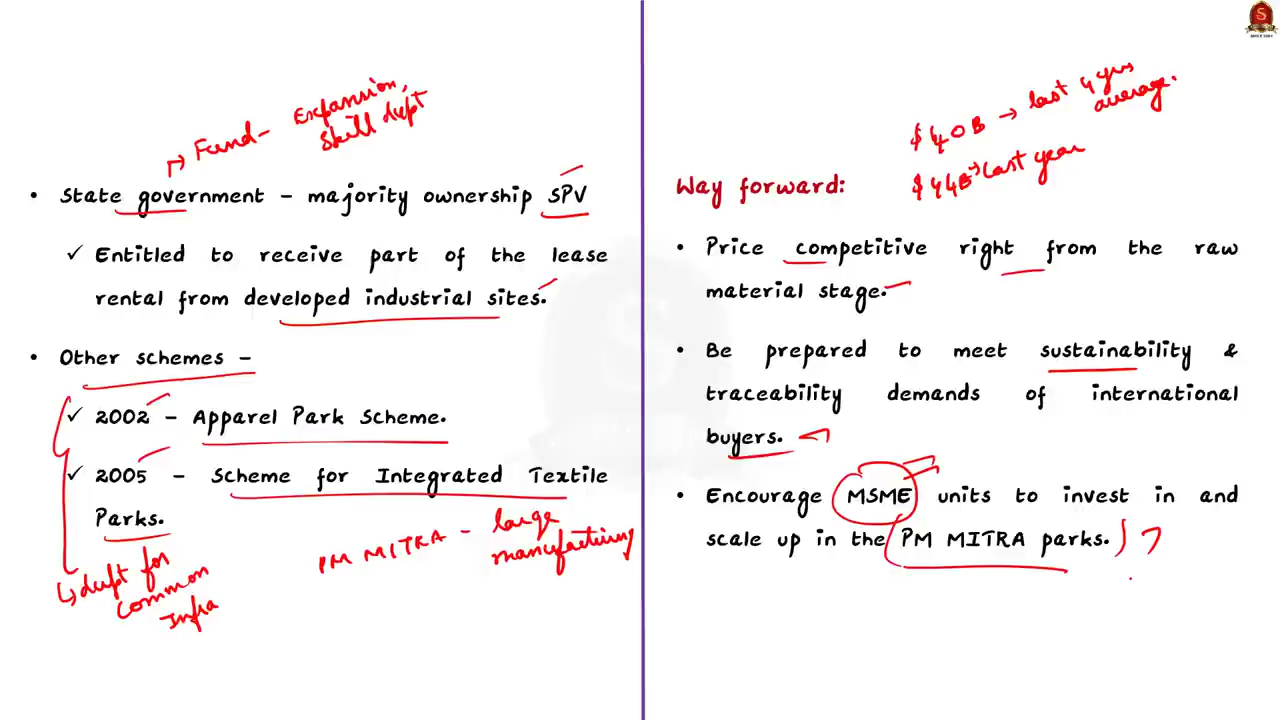 Fund - Expansion,
Skill dvpt
• State government - majority ownership SPV
✓ Entitled to receive part of the lease
rental from developed industrial sites.
• Other schemes -
✓ 2002 - Apparel Park Scheme.
✓ 2005 - Scheme for Integrated Textile
Parks.
PM MITRA - large
manufacturing
↳ dvpt for
Common
Infra
$40B → last 4 yrs
average.
$44B → last year
Way forward:
• Price competitive right from the raw
material stage.
• Be prepared to meet sustainability &
traceability demands of international
buyers.
• Encourage MSME units to invest in and
scale up in the PM MITRA parks.